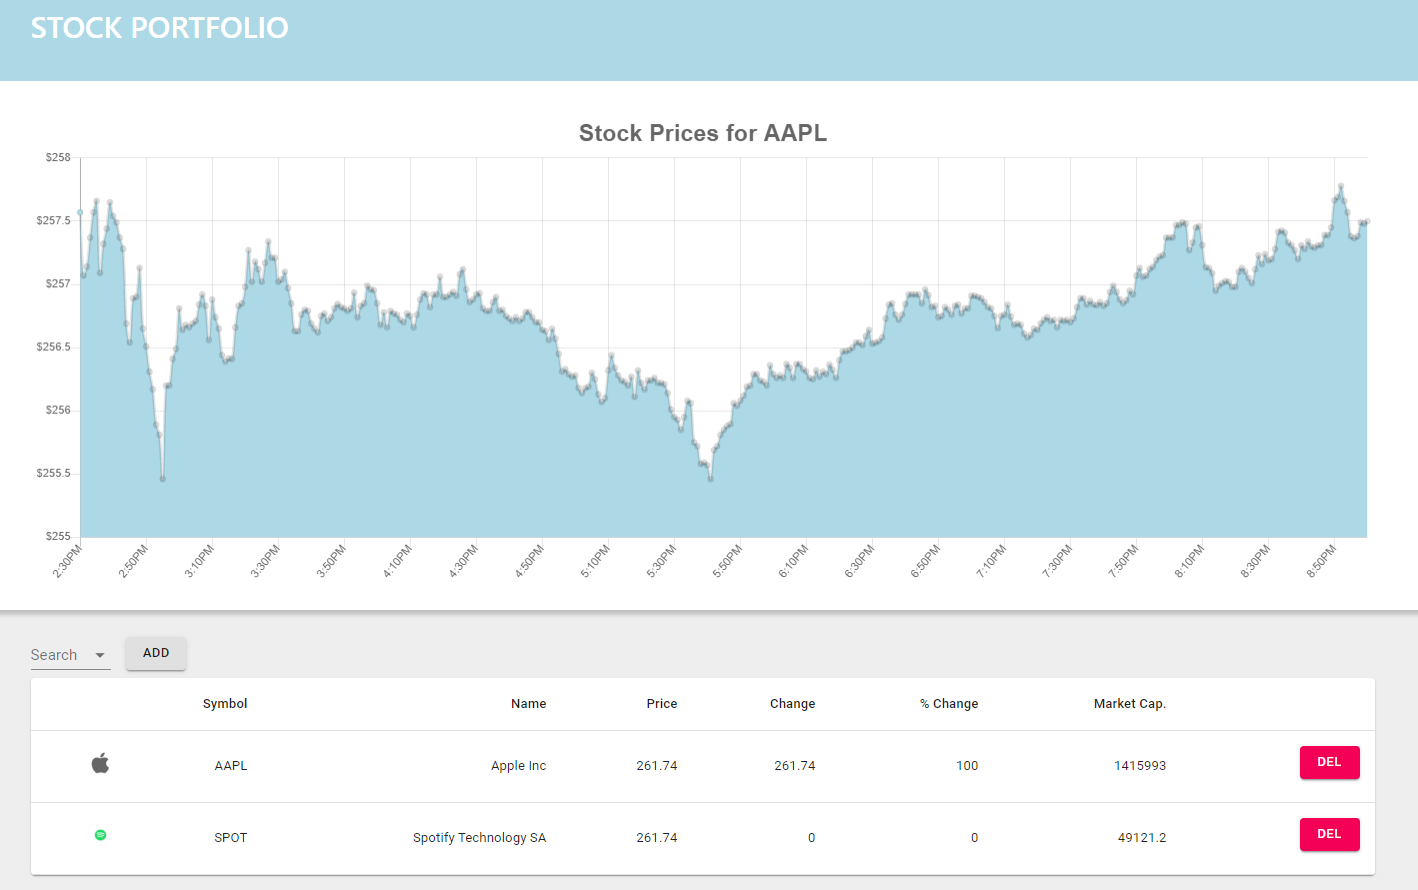 STOCK PORTFOLIO
Stock Prices for AAPL
$258
$257.5
$257
$256.5
$256
$255.5
$255
2:30PM 2:50PM 3:10PM 3:30PM 3:50PM 4:10PM 4:30PM 4:50PM 5:10PM 5:30PM 5:50PM 6:10PM 6:30PM 6:50PM 7:10PM 7:30PM 7:50PM 8:10PM 8:30PM 8:50PM
Search ADD
Symbol Name Price Change % Change Market Cap.
AAPL Apple Inc 261.74 261.74 100 1415993 DEL
SPOT Spotify Technology SA 261.74 0 0 49121.2 DEL